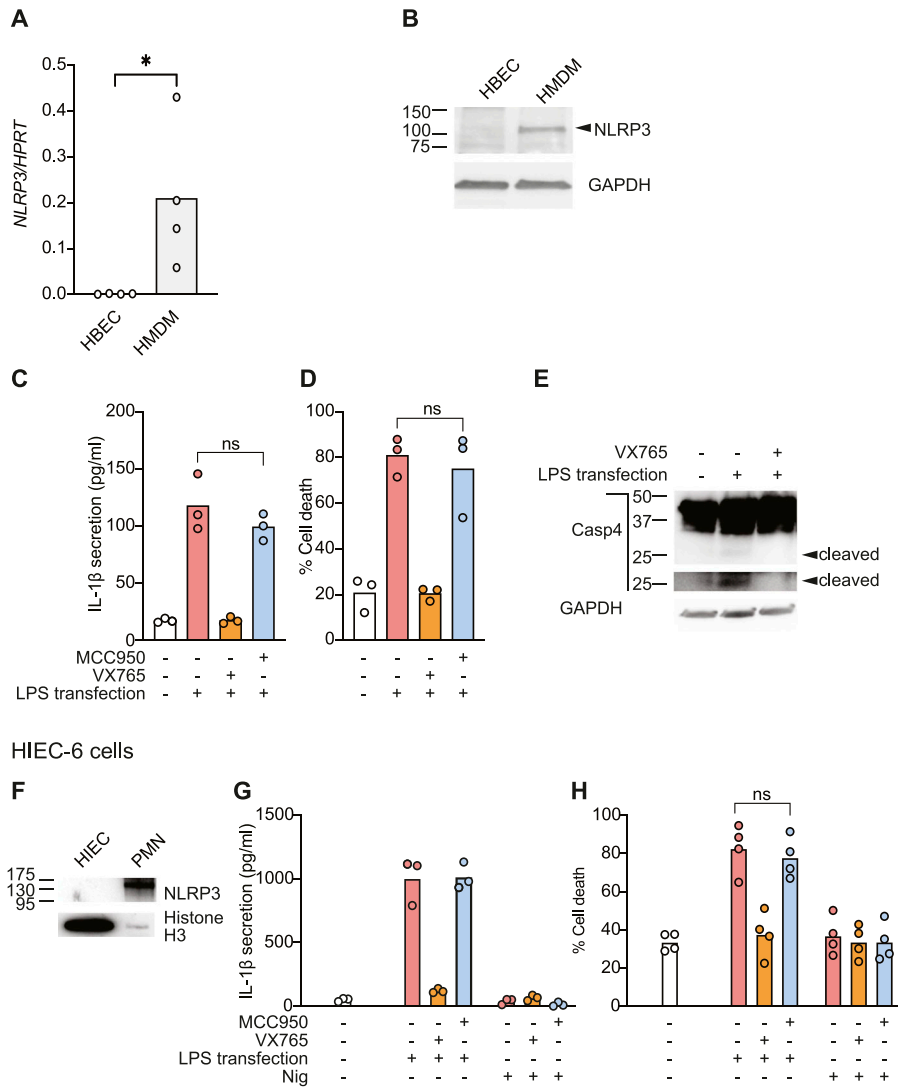 A
NLRP3/HPRT
0.5
0.4
0.3
0.2
0.1
0.0
*
HBEC
HMDM
B
HBEC
HMDM
150
100
75
NLRP3
GAPDH
C
IL-1β secretion (pg/ml)
200
150
100
50
0
ns
MCC950 - - - +
VX765 - - + -
LPS transfection - + + +
D
% Cell death
100
80
60
40
20
0
ns
- - - +
- - + -
- + + +
E
VX765 - - +
LPS transfection - + +
Casp4
50
37
25
cleaved
25
cleaved
GAPDH
HIEC-6 cells
F
HIEC
PMN
175
130
95
NLRP3
Histone
H3
G
IL-1β secretion (pg/ml)
1500
1000
500
0
MCC950 - - - + - - +
VX765 - - + - - + -
LPS transfection - + + + - - -
Nig - - - - + + +
H
% Cell death
100
80
60
40
20
0
ns
- - - + - - +
- - + - - + -
- + + + - - -
- - - - + + +